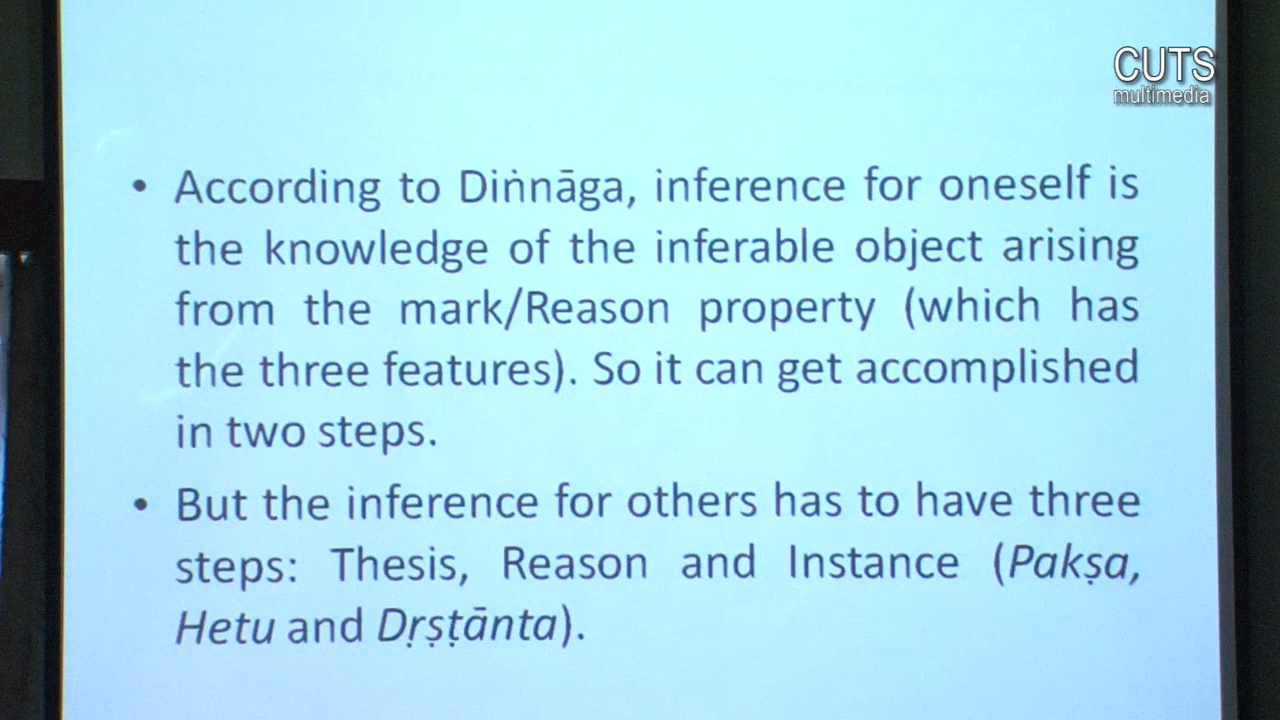 CUTS
multimedia
• According to Diṅnāga, inference for oneself is
the knowledge of the inferable object arising
from the mark/Reason property (which has
the three features). So it can get accomplished
in two steps.
• But the inference for others has to have three
steps: Thesis, Reason and Instance (Pakṣa,
Hetu and Dṛṣṭānta).